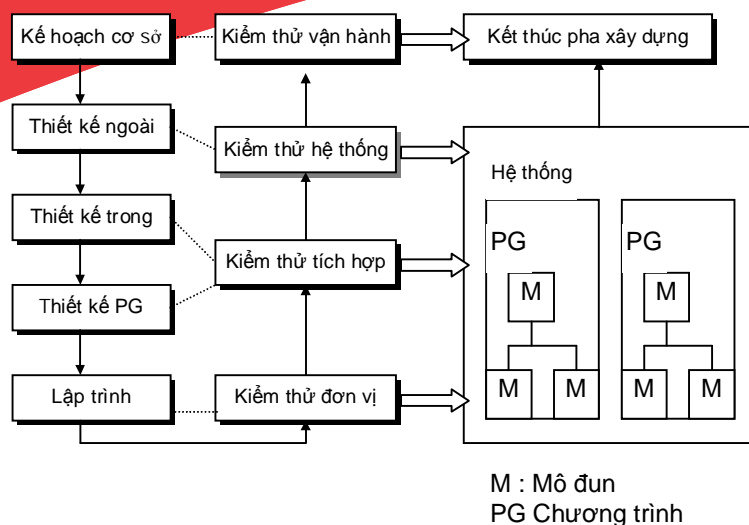 Kế hoạch cơ sở
Kiểm thử vận hành
Kết thúc pha xây dựng
Thiết kế ngoài
Kiểm thử hệ thống
Hệ thống
Thiết kế trong
Kiểm thử tích hợp
PG
PG
M
M
Thiết kế PG
Lập trình
Kiểm thử đơn vị
M
M
M
M
M : Mô đun
PG Chương trình